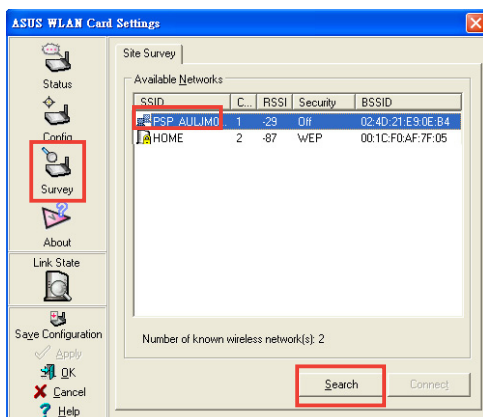 ASUS WLAN Card Settings
Status
Config
Survey
About
Link State
Save Configuration
Apply
OK
Cancel
Help
Site Survey
Available Networks
SSID C... RSSI Security BSSID
PSP_AULJM0... 1 -29 Off 02:4D:21:E9:0E:B4
HOME 2 -87 WEP 00:1C:F0:AF:7F:05
Number of known wireless network(s): 2
Search Connect